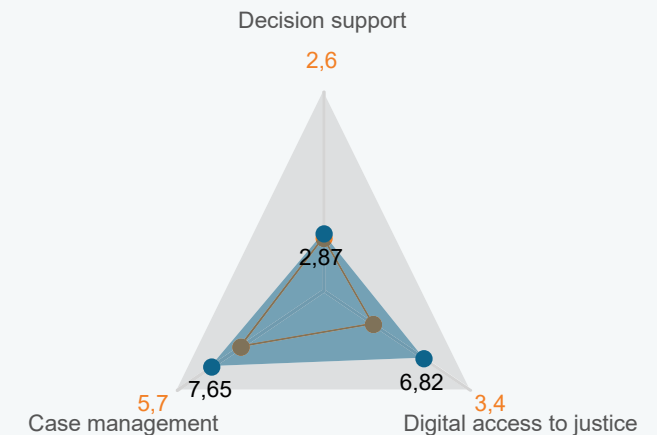 Decision support
2,6
2,87
7,65
6,82
5,7
3,4
Case management
Digital access to justice